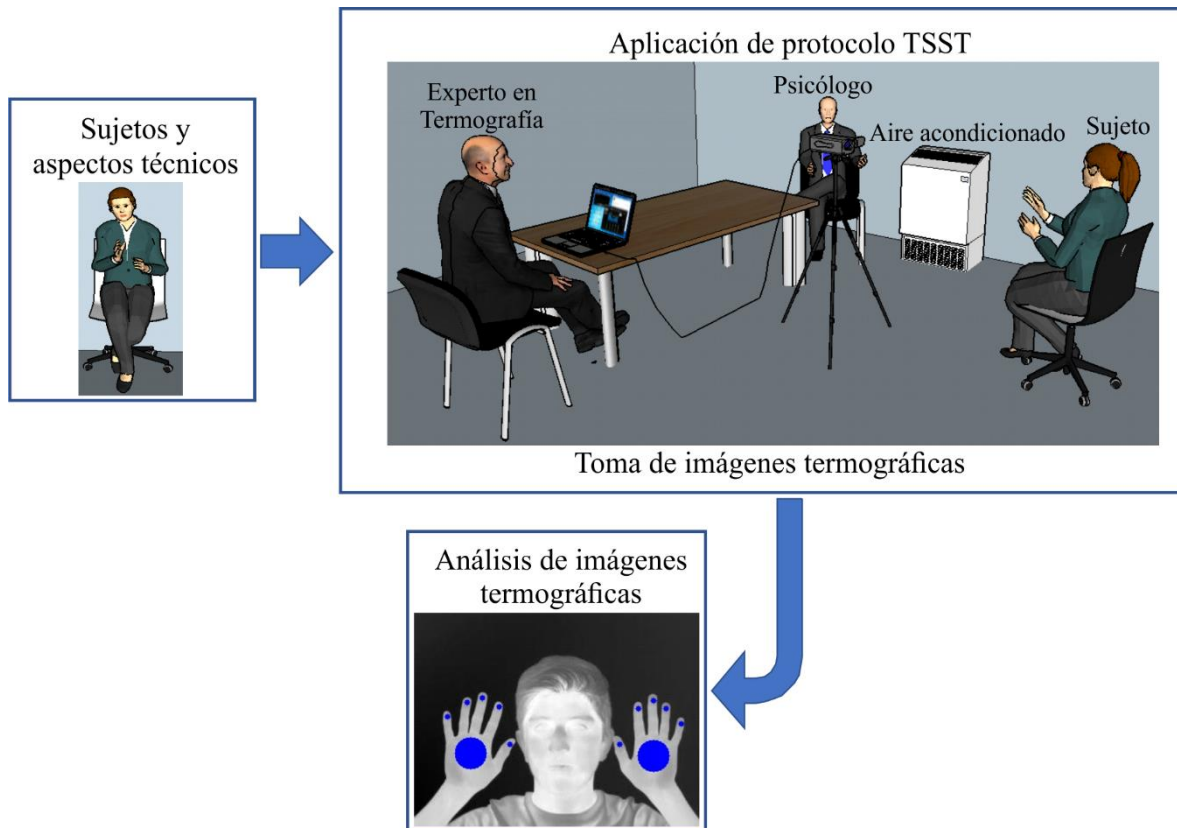 Sujetos y
aspectos técnicos
Aplicación de protocolo TSST
Experto en
Termografía
Psicólogo
Aire acondicionado
Sujeto
Toma de imágenes termográficas
Análisis de imágenes
termográficas